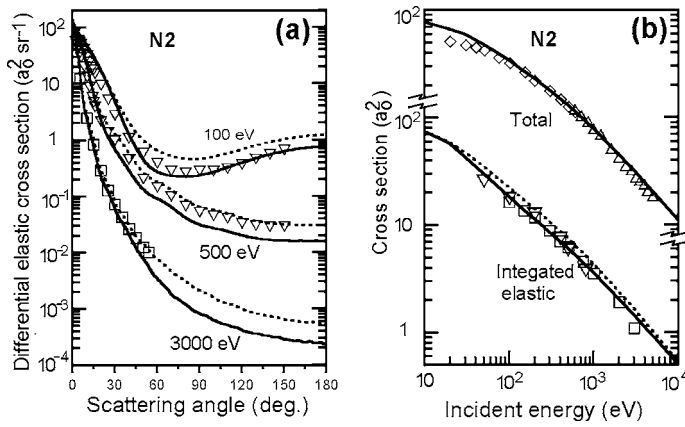 Differential elastic cross section (a₀² sr⁻¹)
10²
10
1
10⁻¹
10⁻²
10⁻³
10⁻⁴
N2
(a)
100 eV
500 eV
3000 eV
0 30 60 90 120 150 180
Scattering angle (deg.)
Cross section (a₀²)
10²
10²
10
1
N2
(b)
Total
Integated
elastic
10 10² 10³ 10⁴
Incident energy (eV)